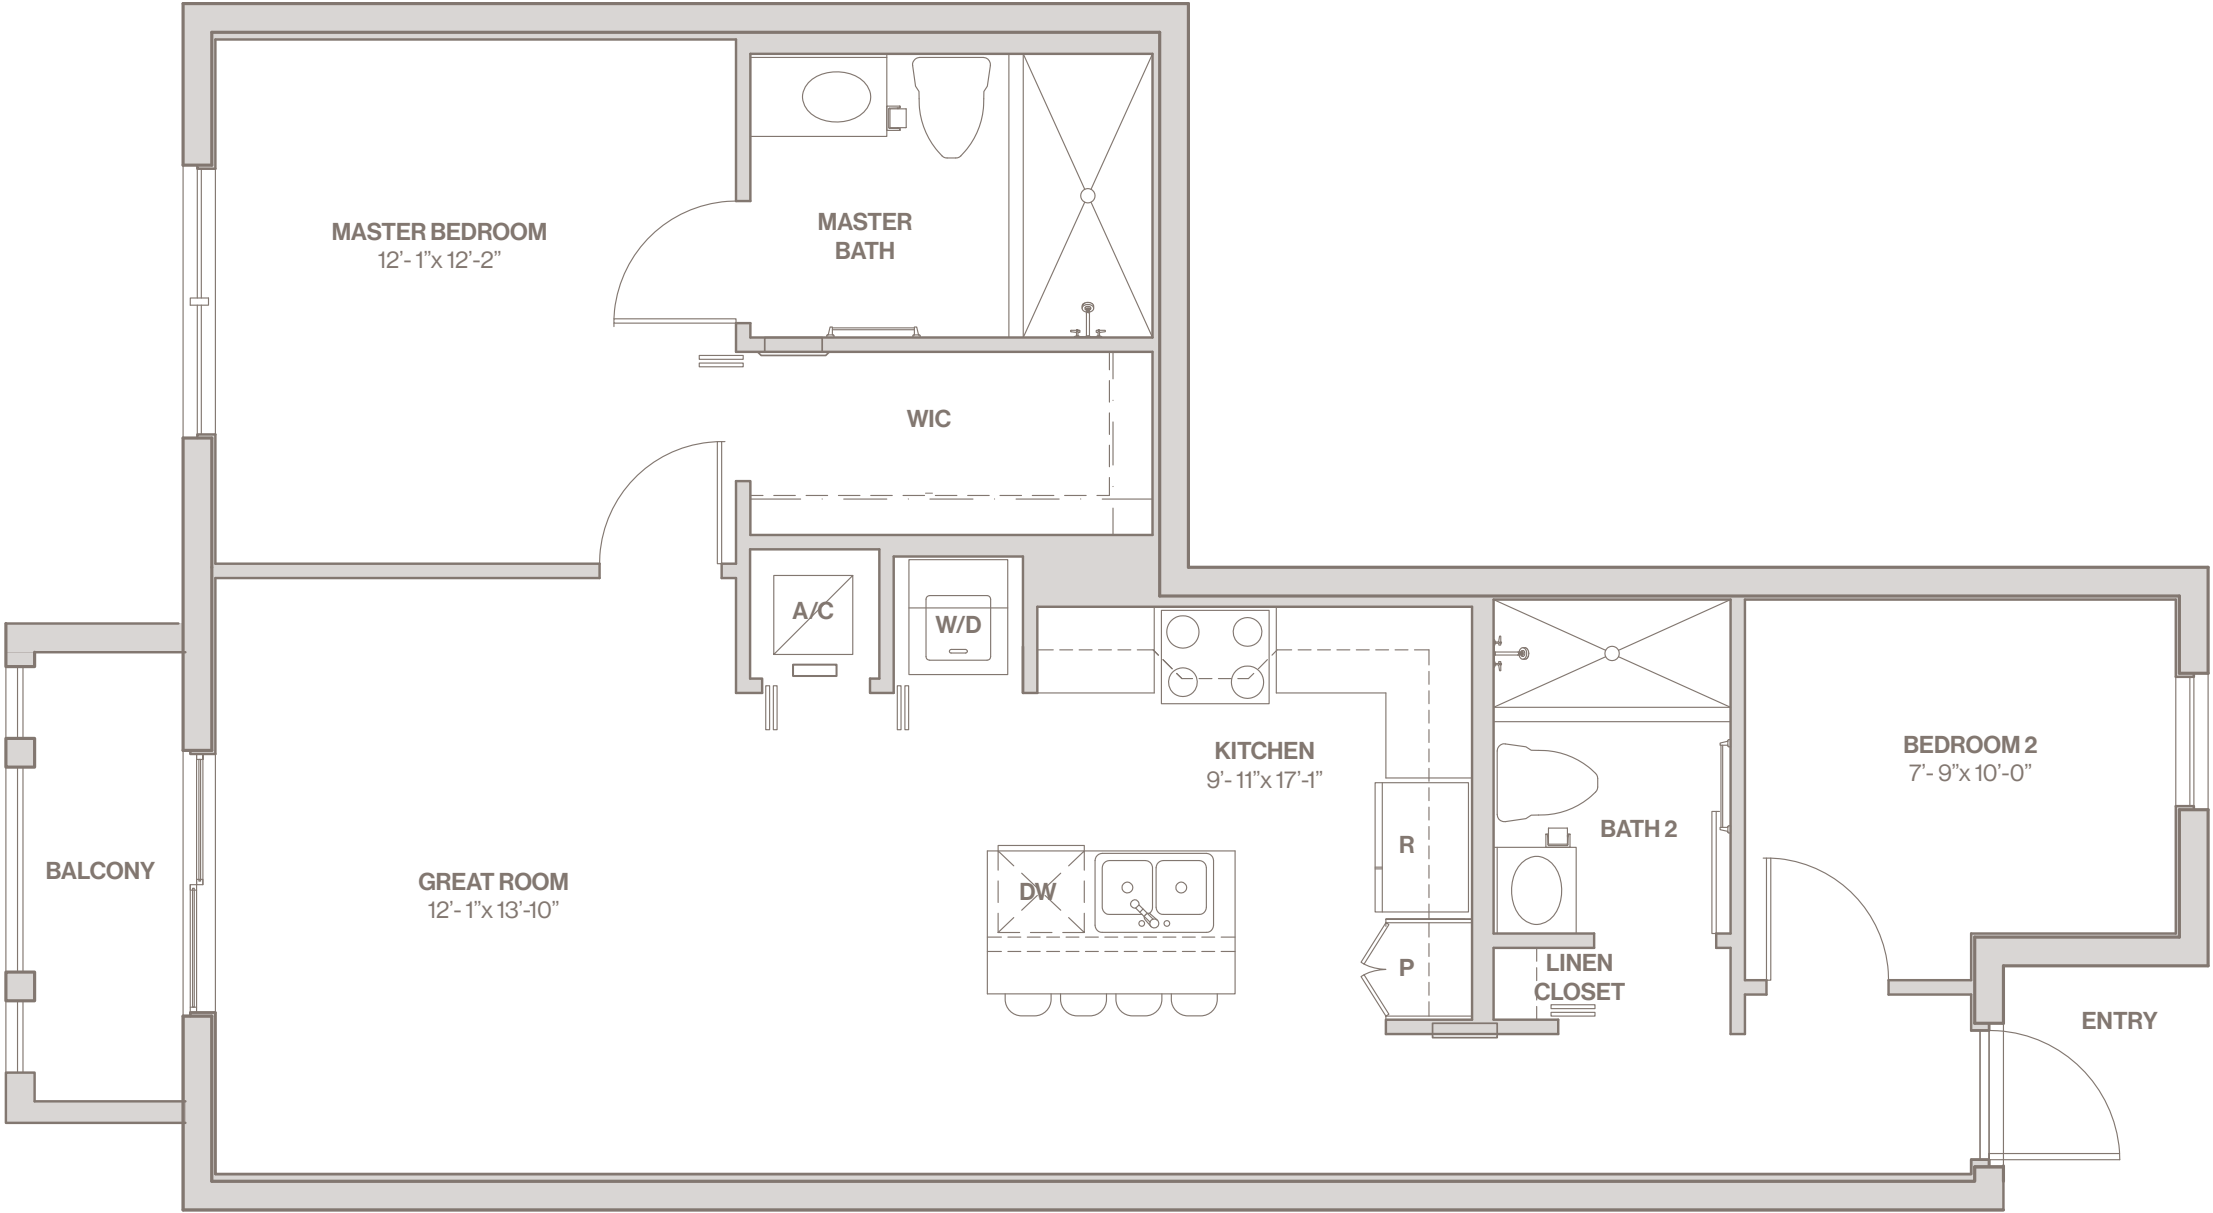 MASTER BEDROOM
12'- 1"x 12'-2"
MASTER
BATH
WIC
A/C
W/D
KITCHEN
9'- 11"x 17'-1"
BEDROOM 2
7'- 9"x 10'-0"
BATH 2
R
BALCONY
GREAT ROOM
12'- 1"x 13'-10"
DW
P
LINEN
CLOSET
ENTRY